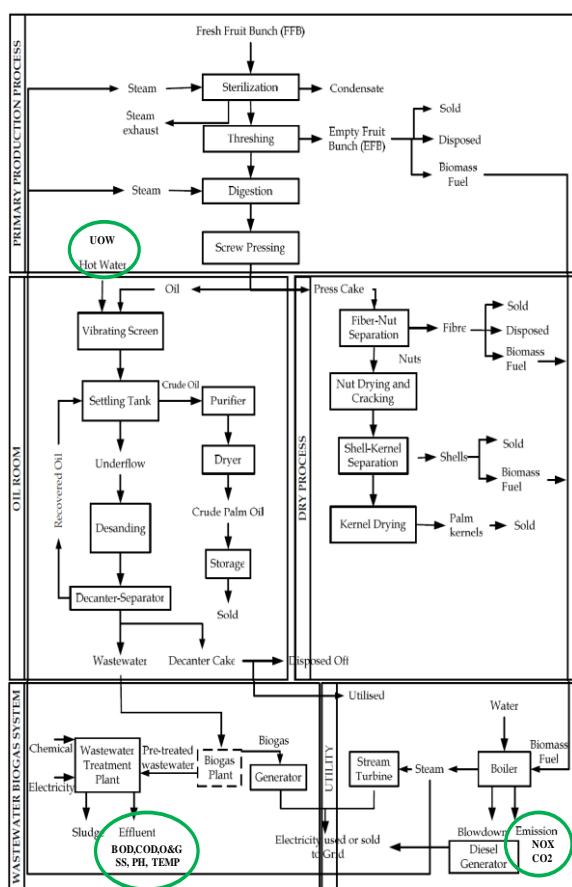 Fresh Fruit Bunch (FFB)
Steam
Sterilization
Condensate
Steam
exhaust
Threshing
Empty Fruit
Bunch (EFB)
Sold
Disposed
Biomass
Fuel
Steam
Digestion
Screw Pressing
PRIMARY PRODUCTION PROCESS
UOW
Hot Water
Oil
Press Cake
OIL ROOM
Vibrating Screen
Settling Tank
Crude Oil
Purifier
Underflow
Dryer
Recovered Oil
Crude Palm Oil
Desanding
Storage
Decanter-Separator
Sold
Wastewater
Decanter Cake
Disposed Off
DRY PROCESS
Fiber-Nut
Separation
Fibre
Sold
Disposed
Biomass
Fuel
Nuts
Nut Drying and
Cracking
Shell-Kernel
Separation
Shells
Sold
Biomass
Fuel
Kernel Drying
Palm
kernels
Sold
Utilised
WASTEWATER BIOGAS SYSTEM
Chemical
Electricity
Wastewater
Treatment
Plant
Pre-treated
wastewater
Biogas
Plant
Biogas
Generator
Sludge
Effluent
BOD,COD,O&G
SS, PH, TEMP
UTILITY
Water
Stream
Turbine
Steam
Boiler
Biomass
Fuel
Blowdown
Emission
NOX
CO2
Electricity used or sold
to Grid
Diesel
Generator